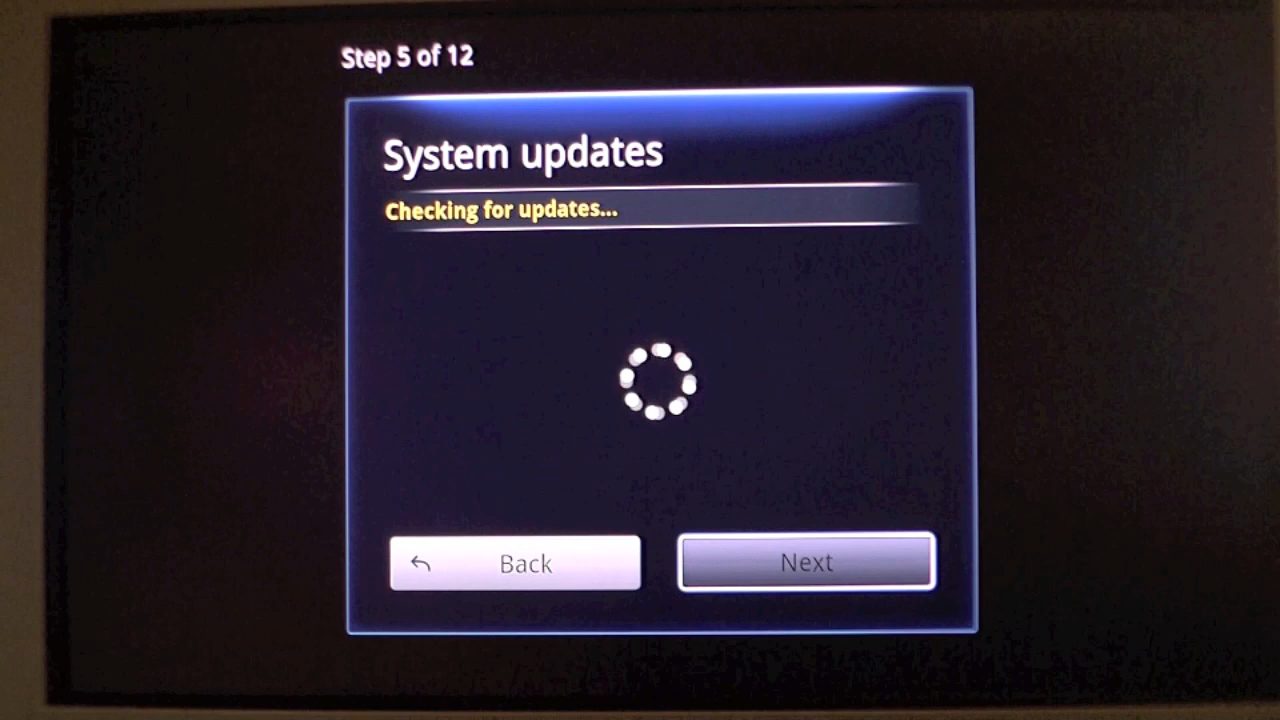 Step 5 of 12
System updates
Checking for updates...
Back
Next